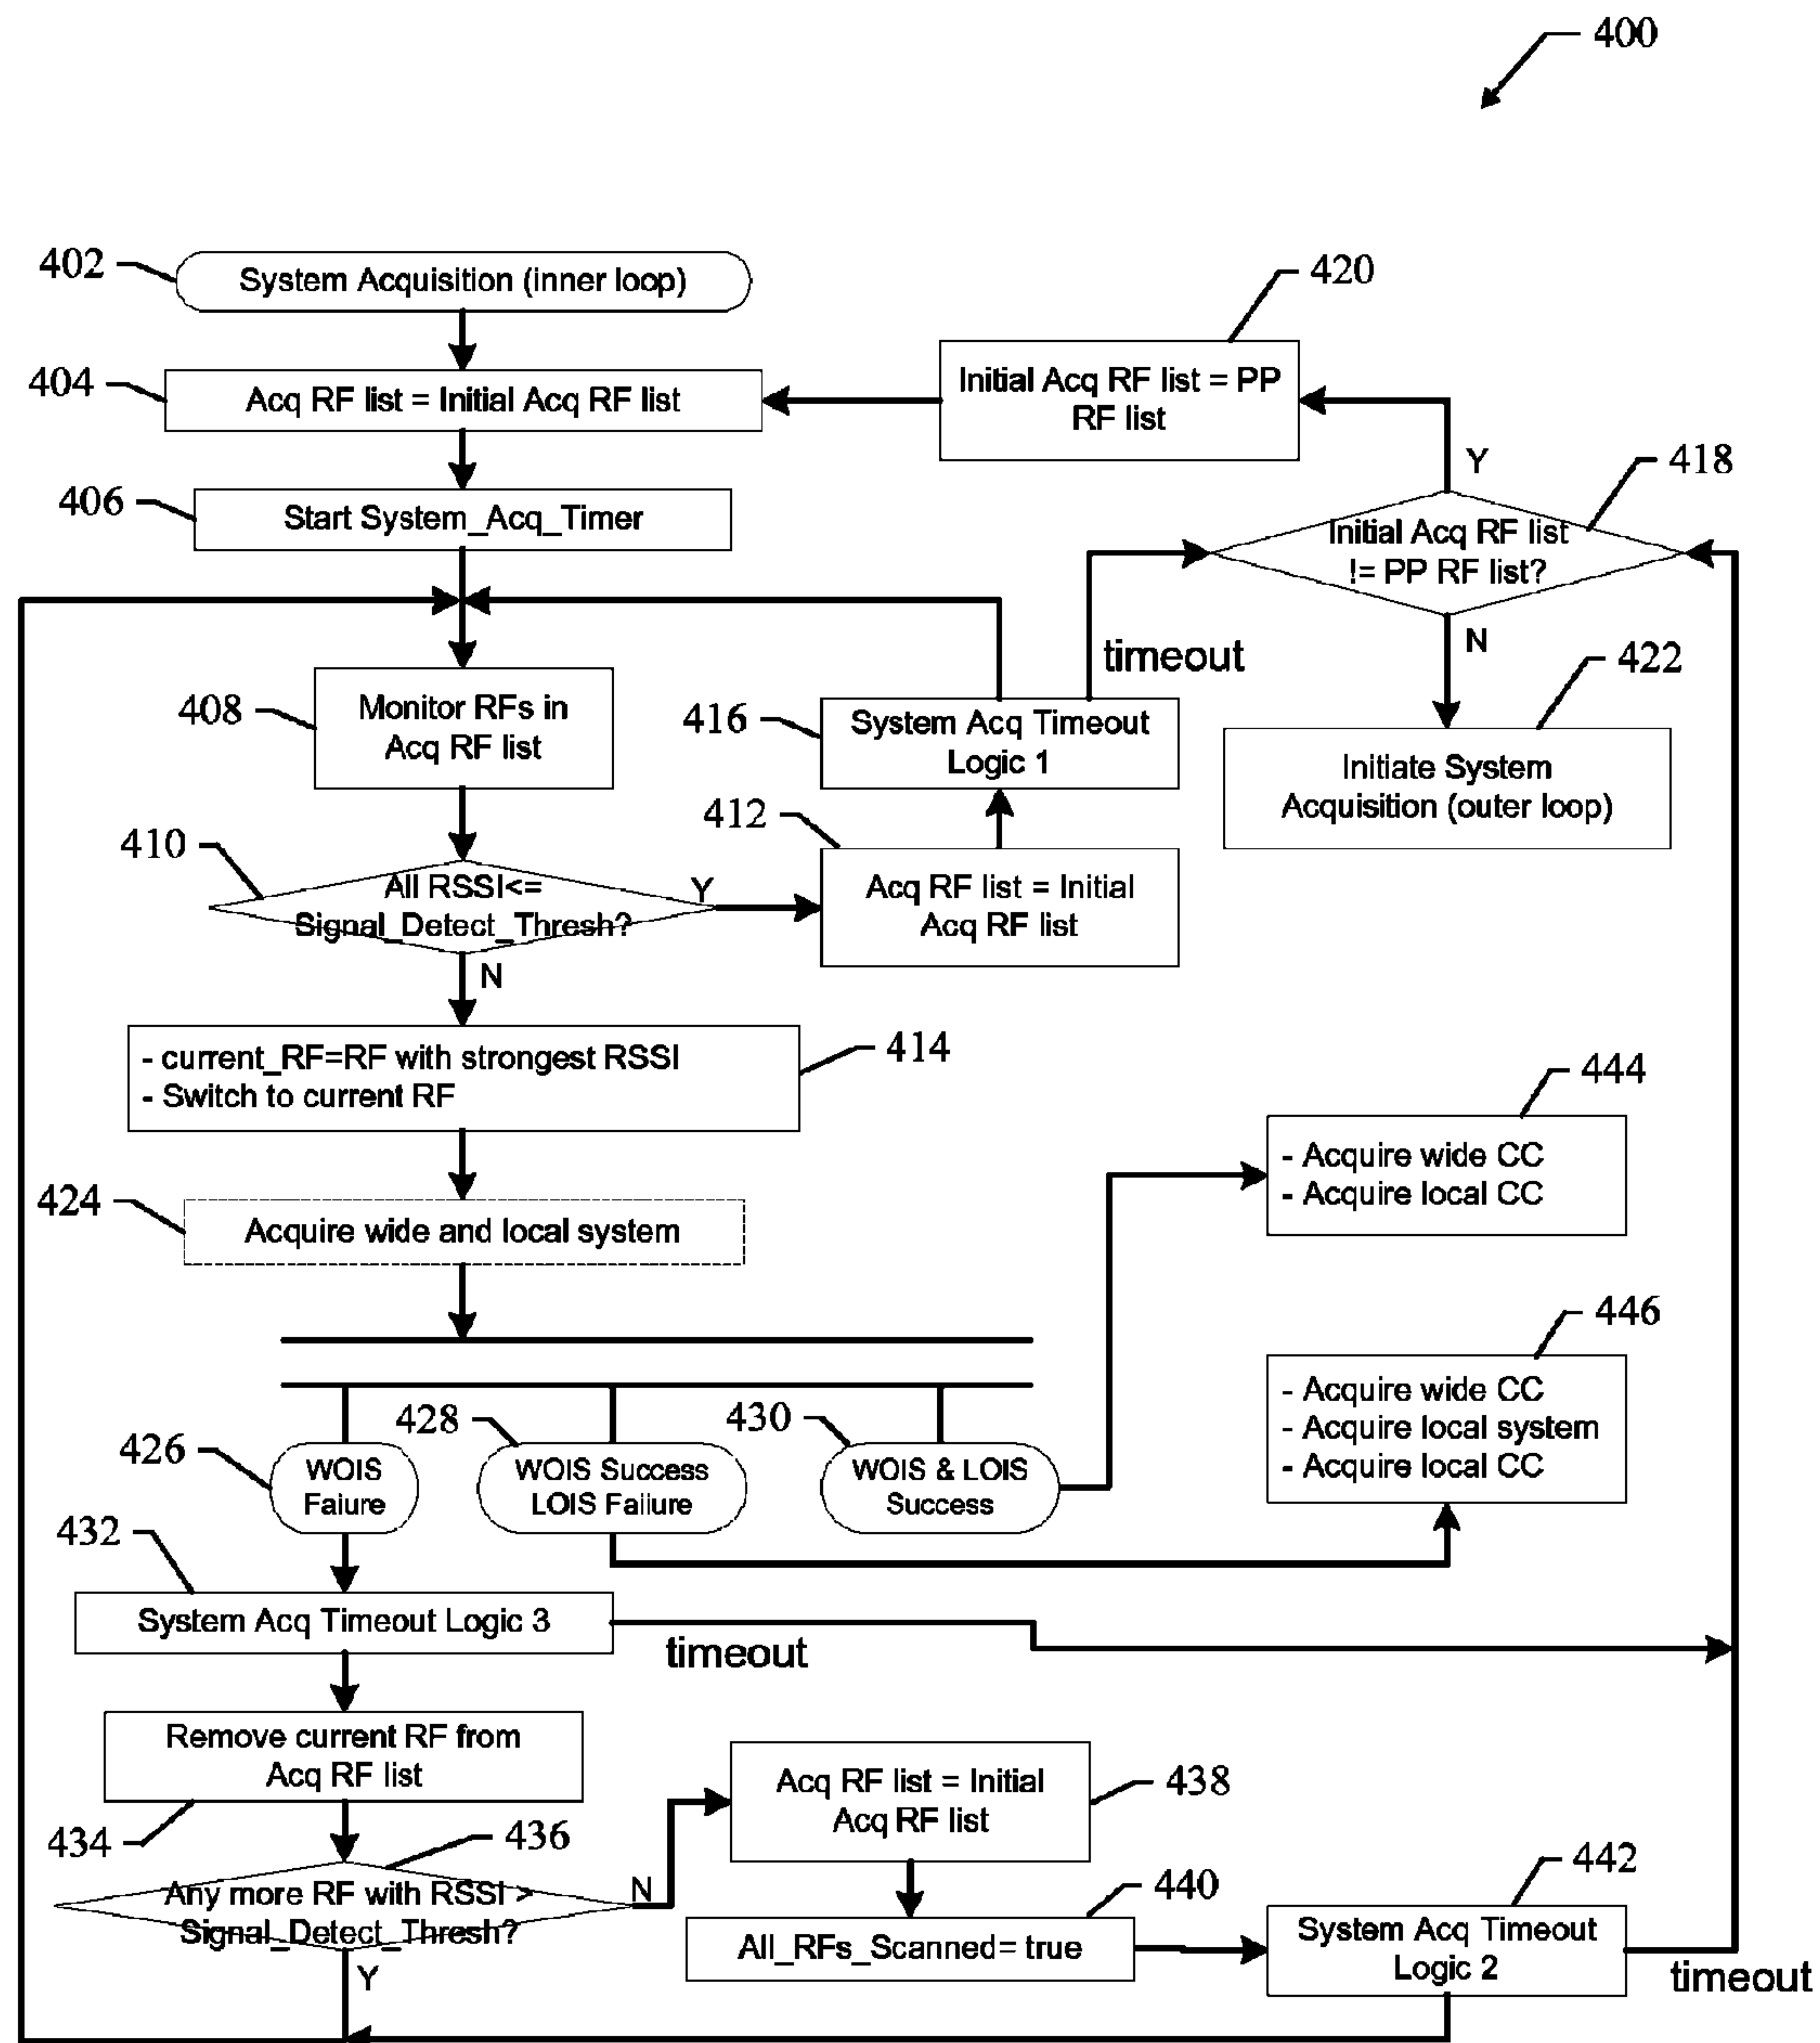 400
402
System Acquisition (inner loop)
420
Initial Acq RF list = PP
RF list
404
Acq RF list = Initial Acq RF list
418
Y
Initial Acq RF list
!= PP RF list?
406
Start System_Acq_Timer
N
timeout
422
Initiate System
Acquisition (outer loop)
408
Monitor RFs in
Acq RF list
416
System Acq Timeout
Logic 1
412
Acq RF list = Initial
Acq RF list
410
All RSSI<=
Signal_Detect_Thresh?
Y
N
414
- current_RF=RF with strongest RSSI
- Switch to current RF
444
- Acquire wide CC
- Acquire local CC
424
Acquire wide and local system
446
- Acquire wide CC
- Acquire local system
- Acquire local CC
426
WOIS
Faiure
428
WOIS Success
LOIS Failure
430
WOIS & LOIS
Success
432
System Acq Timeout Logic 3
timeout
Remove current RF from
Acq RF list
434
436
Any more RF with RSSI >
Signal_Detect_Thresh?
N
Y
Acq RF list = Initial
Acq RF list
438
440
All_RFs_Scanned= true
442
System Acq Timeout
Logic 2
timeout